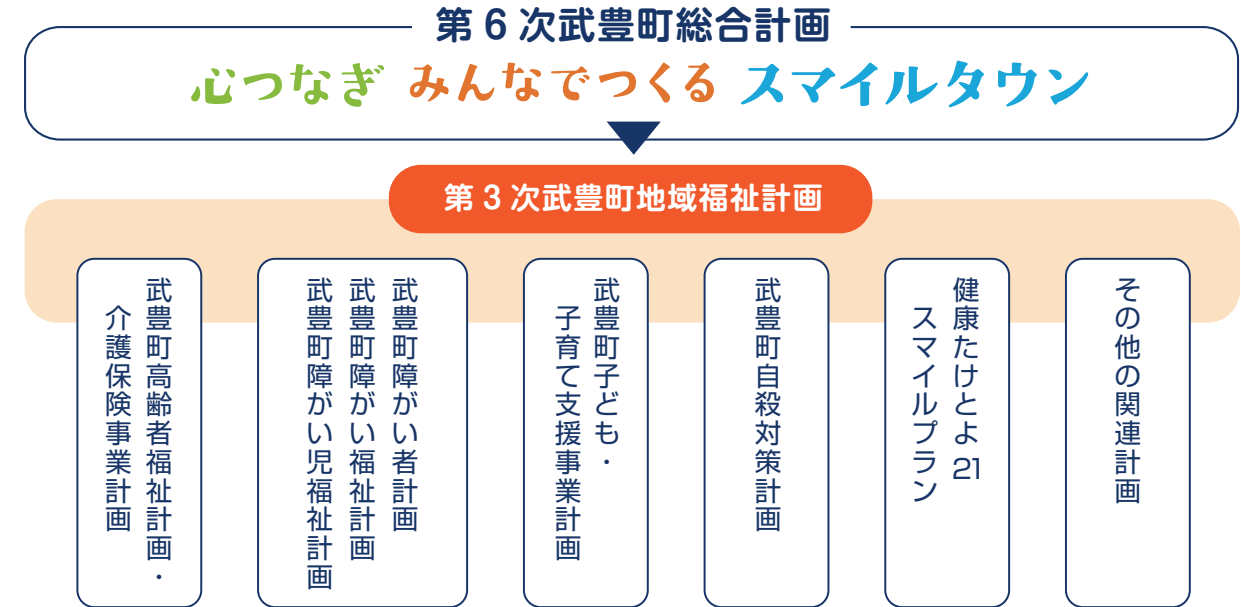 第6次武豊町総合計画
心つなぎ みんなでつくる スマイルタウン
第3次武豊町地域福祉計画
武豊町高齢者福祉計画・
介護保険事業計画
武豊町障がい者計画
武豊町障がい福祉計画
武豊町障がい児福祉計画
武豊町子ども・
子育て支援事業計画
武豊町自殺対策計画
健康たけとよ21
スマイルプラン
その他の関連計画